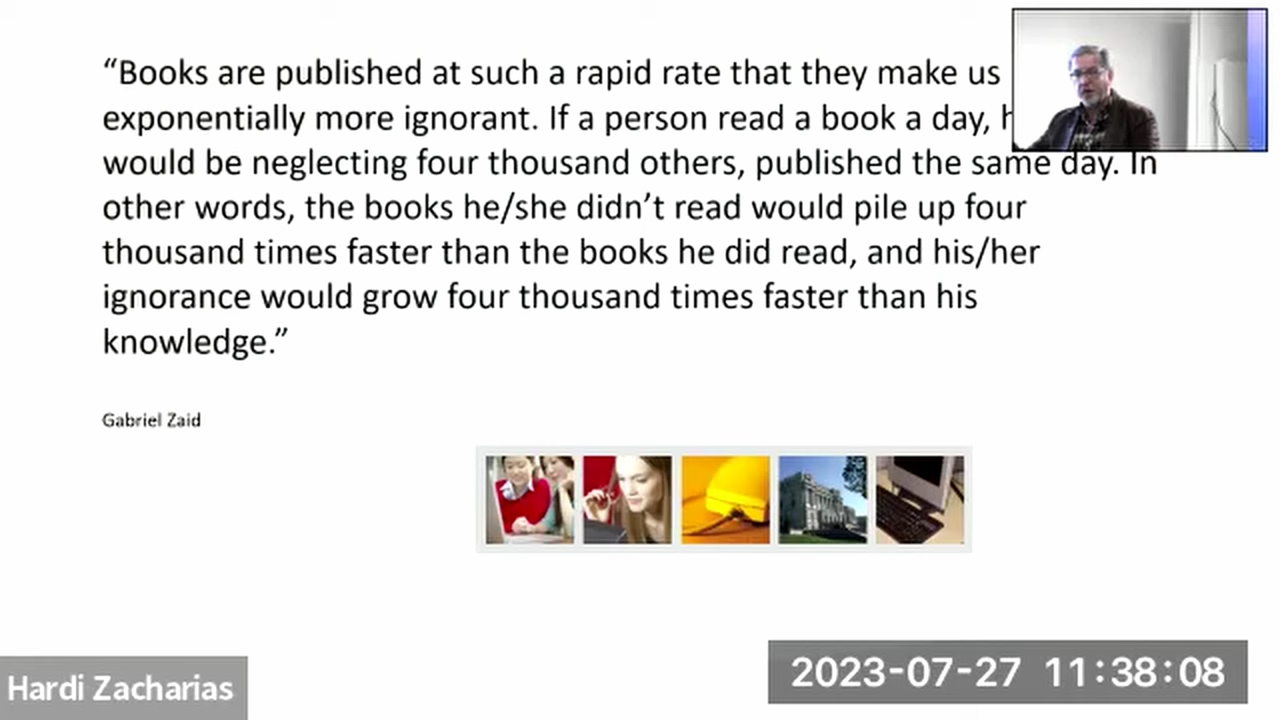 “Books are published at such a rapid rate that they make us
exponentially more ignorant. If a person read a book a day,
would be neglecting four thousand others, published the same day. In
other words, the books he/she didn’t read would pile up four
thousand times faster than the books he did read, and his/her
ignorance would grow four thousand times faster than his
knowledge.”
Gabriel Zaid
Hardi Zacharias
2023-07-27 11:38:08